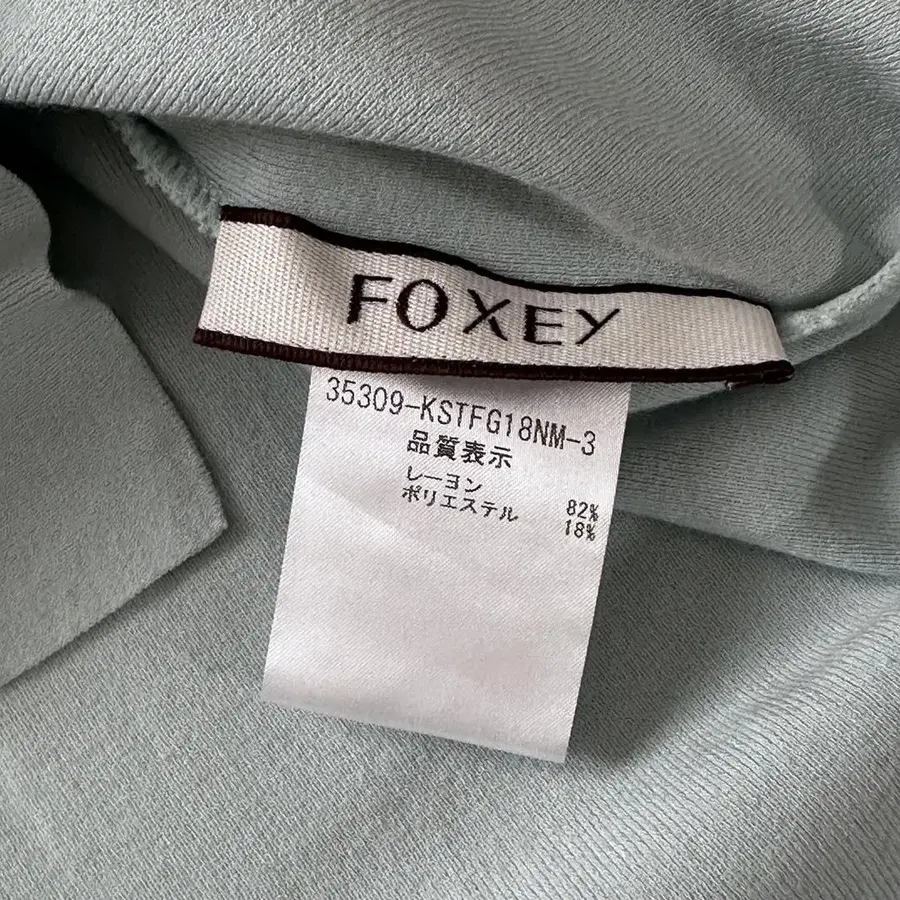 FOXEY
35309-KSTFG18NM-3
品質表示
レーヨン 82%
ポリエステル 18%